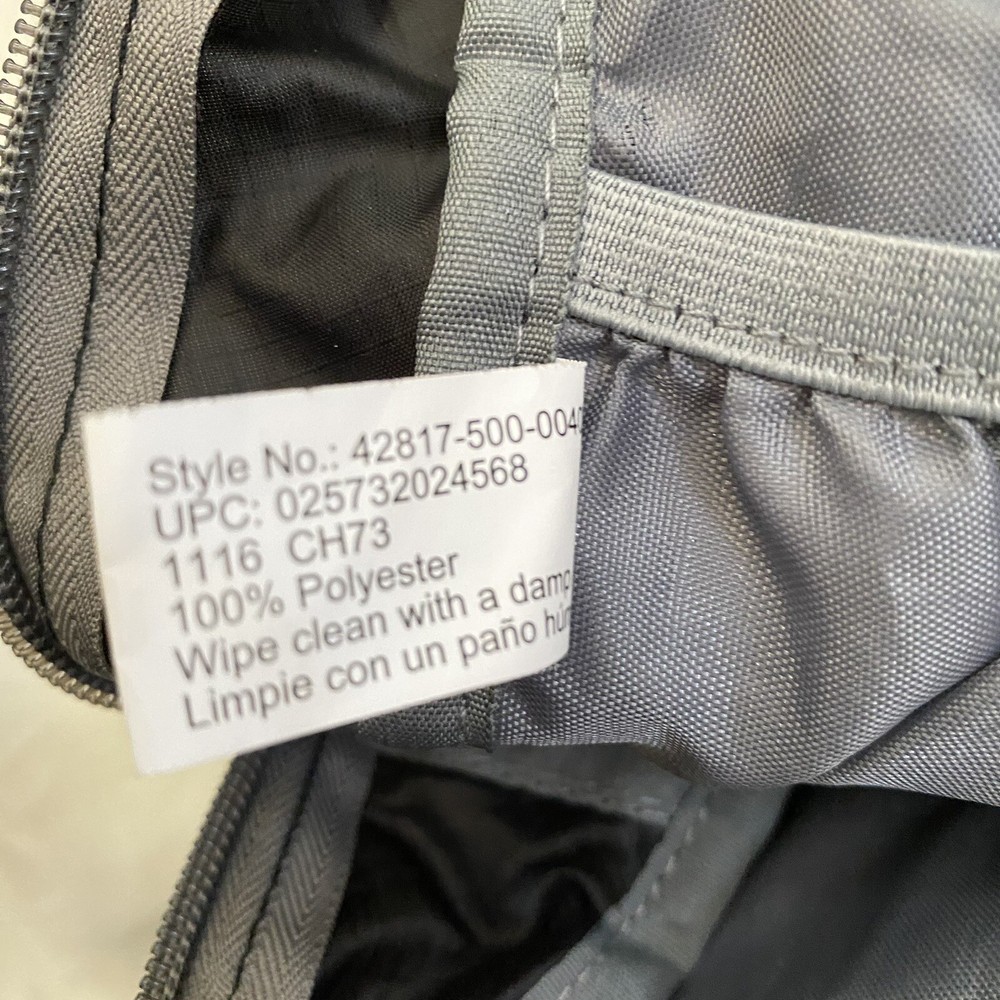 Style No.: 42817-500-004
UPC: 025732024568
1116 CH73
100% Polyester
Wipe clean with a damp
Limpie con un paño